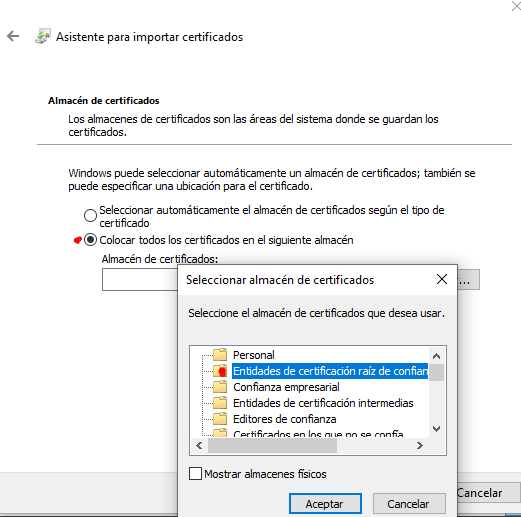 Asistente para importar certificados
Almacén de certificados
Los almacenes de certificados son las áreas del sistema donde se guardan los
certificados.
Windows puede seleccionar automáticamente un almacén de certificados; también se
puede especificar una ubicación para el certificado.
Seleccionar automáticamente el almacén de certificados según el tipo de
certificado
Colocar todos los certificados en el siguiente almacén
Almacén de certificados:
...
Seleccionar almacén de certificados
Seleccione el almacén de certificados que desea usar.
Personal
Entidades de certificación raíz de confian
Confianza empresarial
Entidades de certificación intermedias
Editores de confianza
Certificados en los que no se confía
Mostrar almacenes físicos
Aceptar
Cancelar
Cancelar